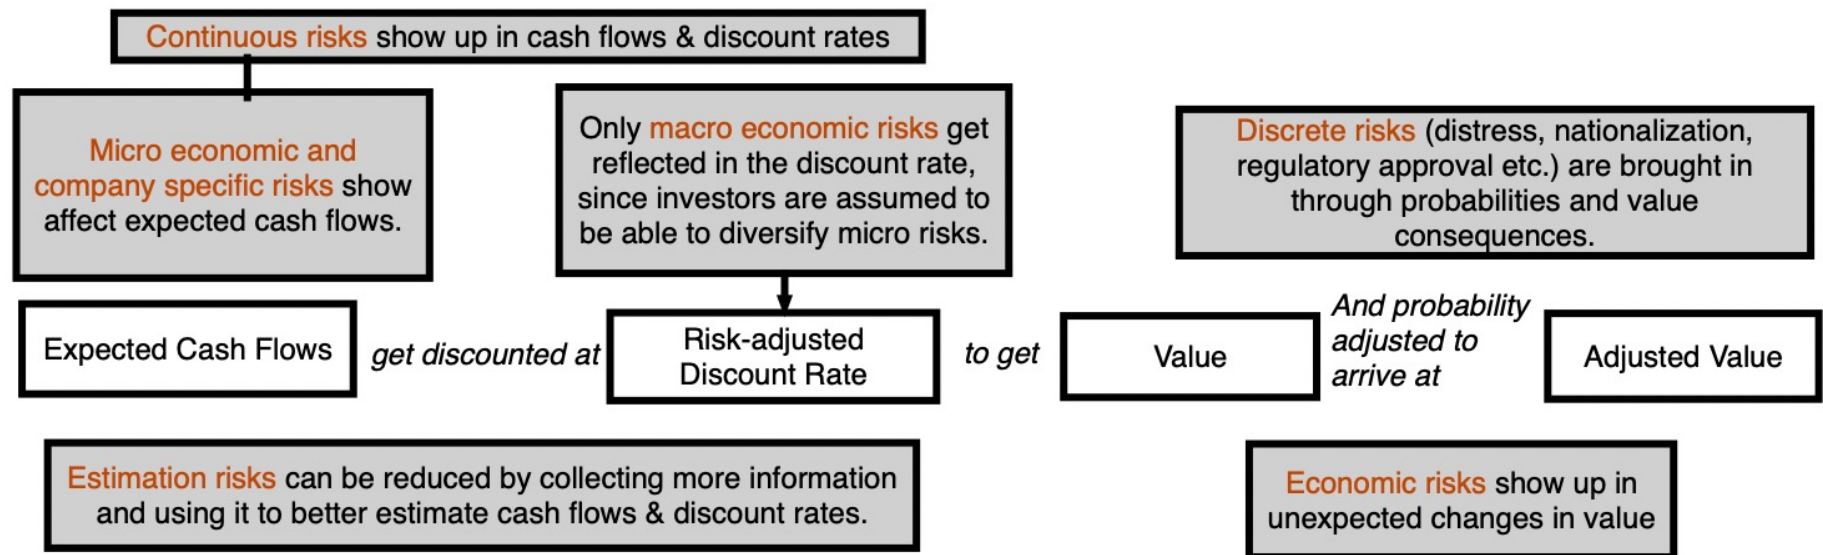 Continuous risks show up in cash flows & discount rates
Micro economic and
company specific risks show
affect expected cash flows.
Only macro economic risks get
reflected in the discount rate,
since investors are assumed to
be able to diversify micro risks.
Discrete risks (distress, nationalization,
regulatory approval etc.) are brought in
through probabilities and value
consequences.
Expected Cash Flows
get discounted at
Risk-adjusted
Discount Rate
to get
Value
And probability
adjusted to
arrive at
Adjusted Value
Estimation risks can be reduced by collecting more information
and using it to better estimate cash flows & discount rates.
Economic risks show up in
unexpected changes in value